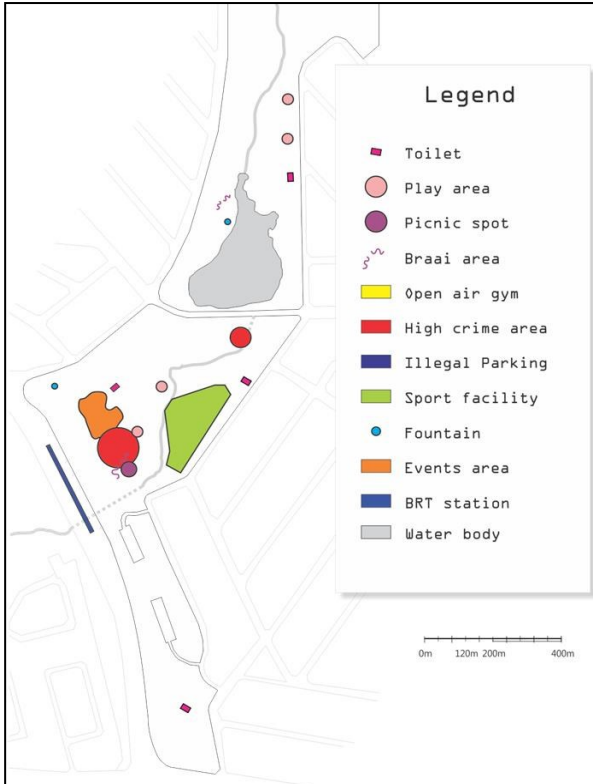 Legend
Toilet
Play area
Picnic spot
Braai area
Open air gym
High crime area
Illegal Parking
Sport facility
Fountain
Events area
BRT station
Water body
0m 120m 200m 400m